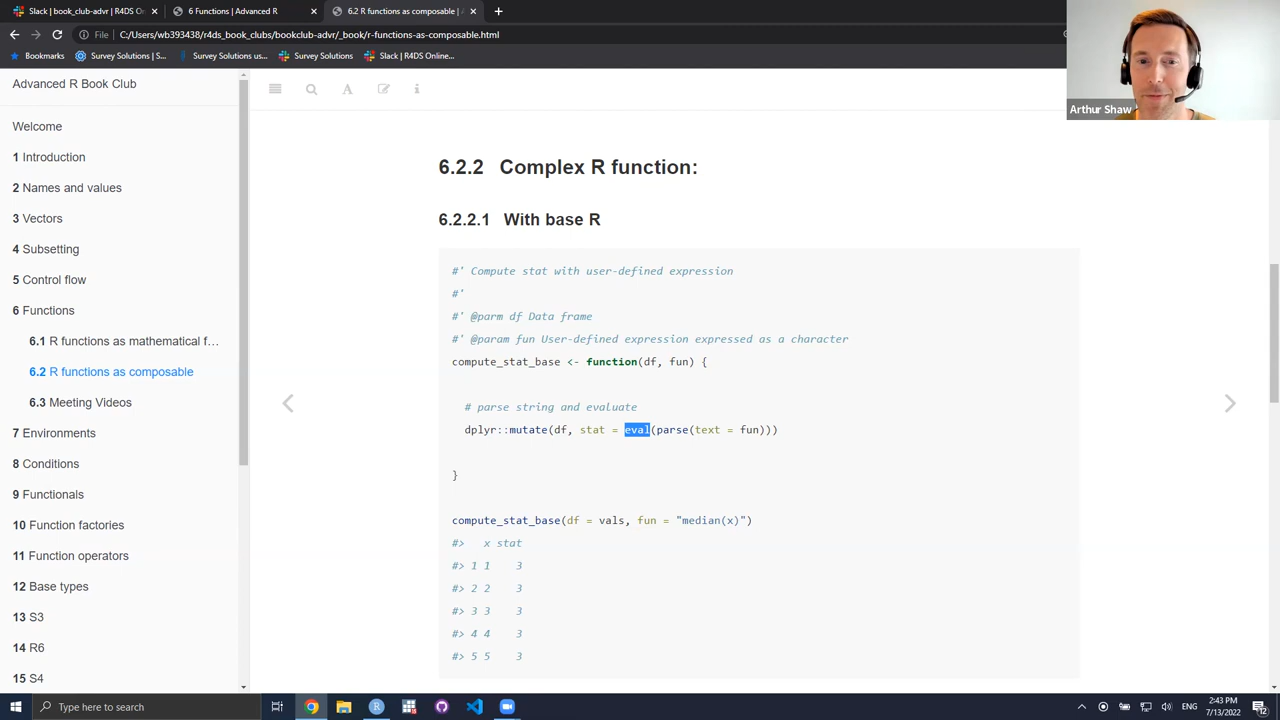 Slack | book_club-advr | R4DS On
6 Functions | Advanced R
6.2 R functions as composable | A
File
C:/Users/wb393438/r4ds_book_clubs/bookclub-advr/_book/r-functions-as-composable.html
Bookmarks
Survey Solutions | S...
Survey Solutions us...
Survey Solutions
Slack | R4DS Online...
Arthur Shaw
Advanced R Book Club
Welcome
1 Introduction
2 Names and values
3 Vectors
4 Subsetting
5 Control flow
6 Functions
6.1 R functions as mathematical f...
6.2 R functions as composable
6.3 Meeting Videos
7 Environments
8 Conditions
9 Functionals
10 Function factories
11 Function operators
12 Base types
13 S3
14 R6
15 S4
6.2.2 Complex R function:
6.2.2.1 With base R
#' Compute stat with user-defined expression
#'
#' @parm df Data frame
#' @param fun User-defined expression expressed as a character
compute_stat_base <- function(df, fun) {
# parse string and evaluate
dplyr::mutate(df, stat = eval(parse(text = fun)))
}
compute_stat_base(df = vals, fun = "median(x)")
#> x stat
#> 1 1 3
#> 2 2 3
#> 3 3 3
#> 4 4 3
#> 5 5 3
Type here to search
ENG
2:43 PM
7/13/2022
12